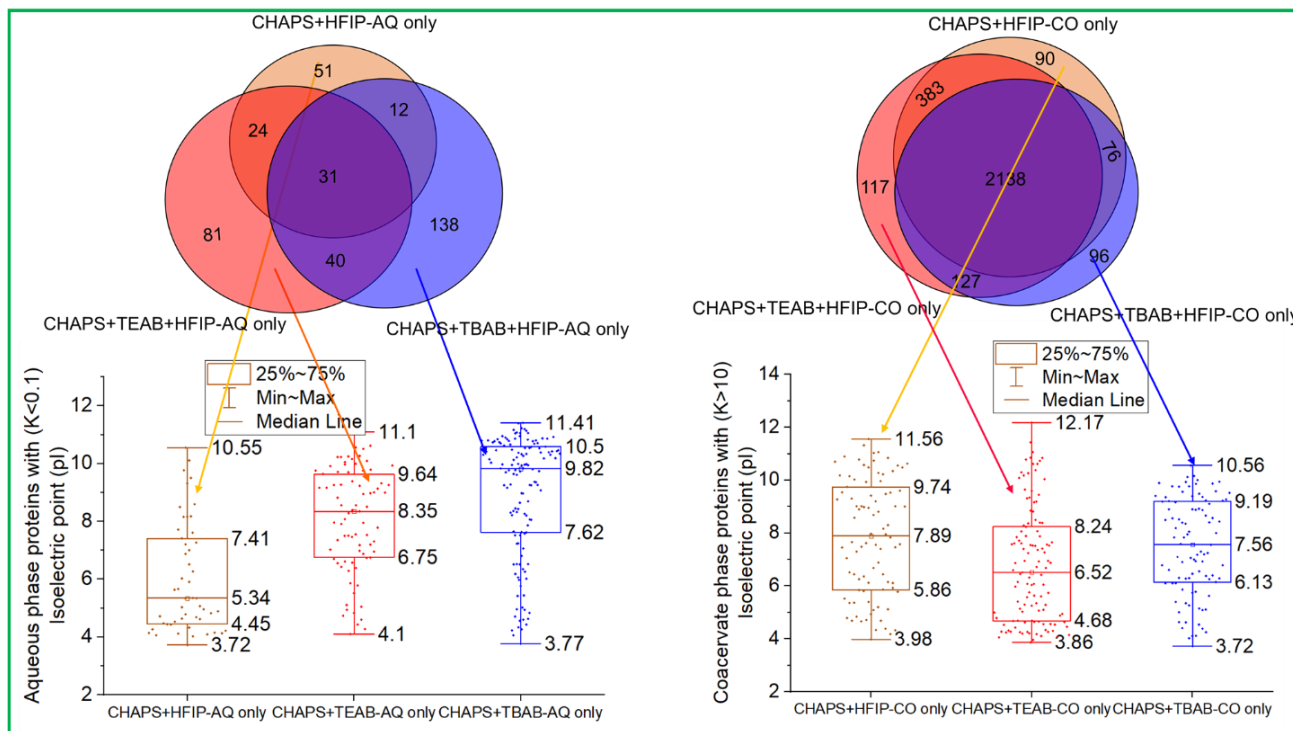 CHAPS+HFIP-AQ only
51
24
12
31
81
138
40
CHAPS+TEAB+HFIP-AQ only
CHAPS+TBAB+HFIP-AQ only
Aqueous phase proteins with (K<0.1)
Isoelectric point (pI)
25%~75%
Min~Max
Median Line
12
10
8
6
4
2
10.55
7.41
5.34
4.45
3.72
11.1
9.64
8.35
6.75
4.1
11.41
10.5
9.82
7.62
3.77
CHAPS+HFIP-AQ only
CHAPS+TEAB-AQ only
CHAPS+TBAB-AQ only
CHAPS+HFIP-CO only
90
383
76
2138
117
96
127
CHAPS+TEAB+HFIP-CO only
CHAPS+TBAB+HFIP-CO only
Coacervate phase proteins with (K>10)
Isoelectric point (pI)
25%~75%
Min~Max
Median Line
14
12
10
8
6
4
2
11.56
9.74
7.89
5.86
3.98
12.17
8.24
6.52
4.68
3.86
10.56
9.19
7.56
6.13
3.72
CHAPS+HFIP-CO only
CHAPS+TEAB-CO only
CHAPS+TBAB-CO only